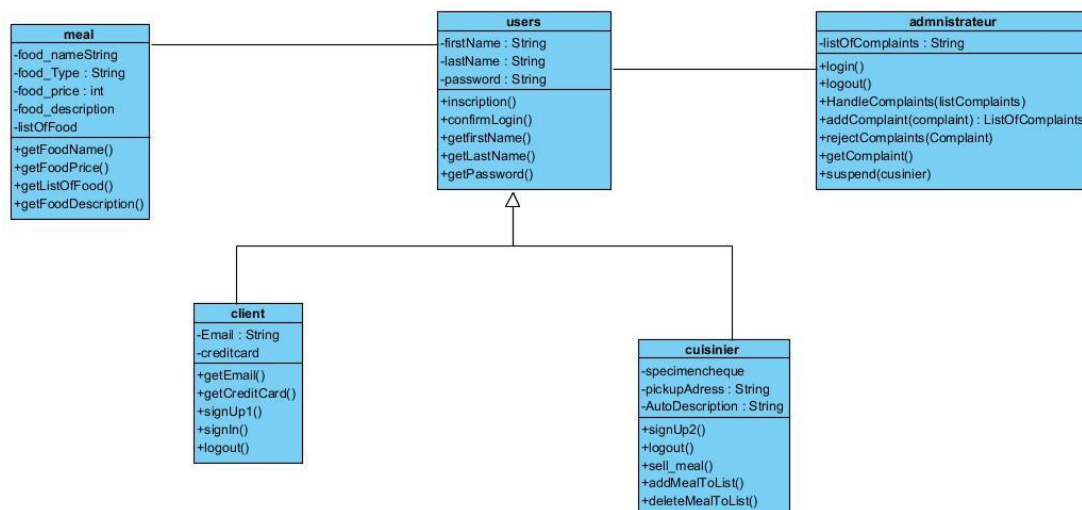 meal
-food_nameString
-food_Type : String
-food_price : int
-food_description
-listOfFood
+getFoodName()
+getFoodPrice()
+getListOfFood()
+getFoodDescription()
users
-firstName : String
-lastName : String
-password : String
+inscription()
+confirmLogin()
+getfirstName()
+getLastName()
+getPassword()
admnistrateur
-listOfComplaints : String
+login()
+logout()
+HandleComplaints(listComplaints)
+addComplaint(complaint) : ListOfComplaints
+rejectComplaints(Complaint)
+getComplaint()
+suspend(cusinier)
client
-Email : String
-creditcard
+getEmail()
+getCreditCard()
+signUp1()
+signIn()
+logout()
cuisinier
-specimencheque
-pickupAdress : String
-AutoDescription : String
+signUp2()
+logout()
+sell_meal()
+addMealToList()
+deleteMealToList()